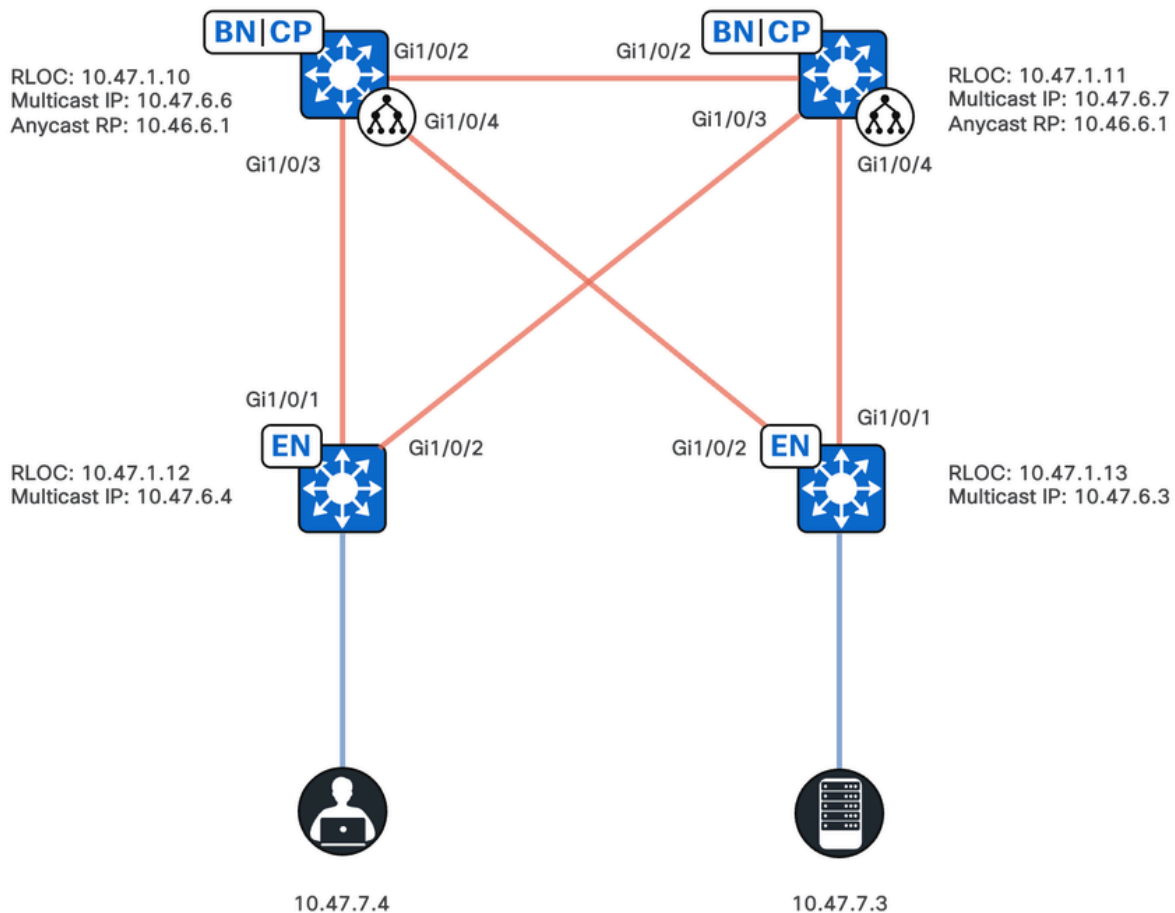 BN|CP
Gi1/0/2
Gi1/0/2
BN|CP
RLOC: 10.47.1.10
Multicast IP: 10.47.6.6
Anycast RP: 10.46.6.1
RLOC: 10.47.1.11
Multicast IP: 10.47.6.7
Anycast RP: 10.46.6.1
Gi1/0/4
Gi1/0/3
Gi1/0/3
Gi1/0/4
Gi1/0/1
Gi1/0/1
EN
Gi1/0/2
Gi1/0/2
EN
RLOC: 10.47.1.12
Multicast IP: 10.47.6.4
RLOC: 10.47.1.13
Multicast IP: 10.47.6.3
10.47.7.4
10.47.7.3